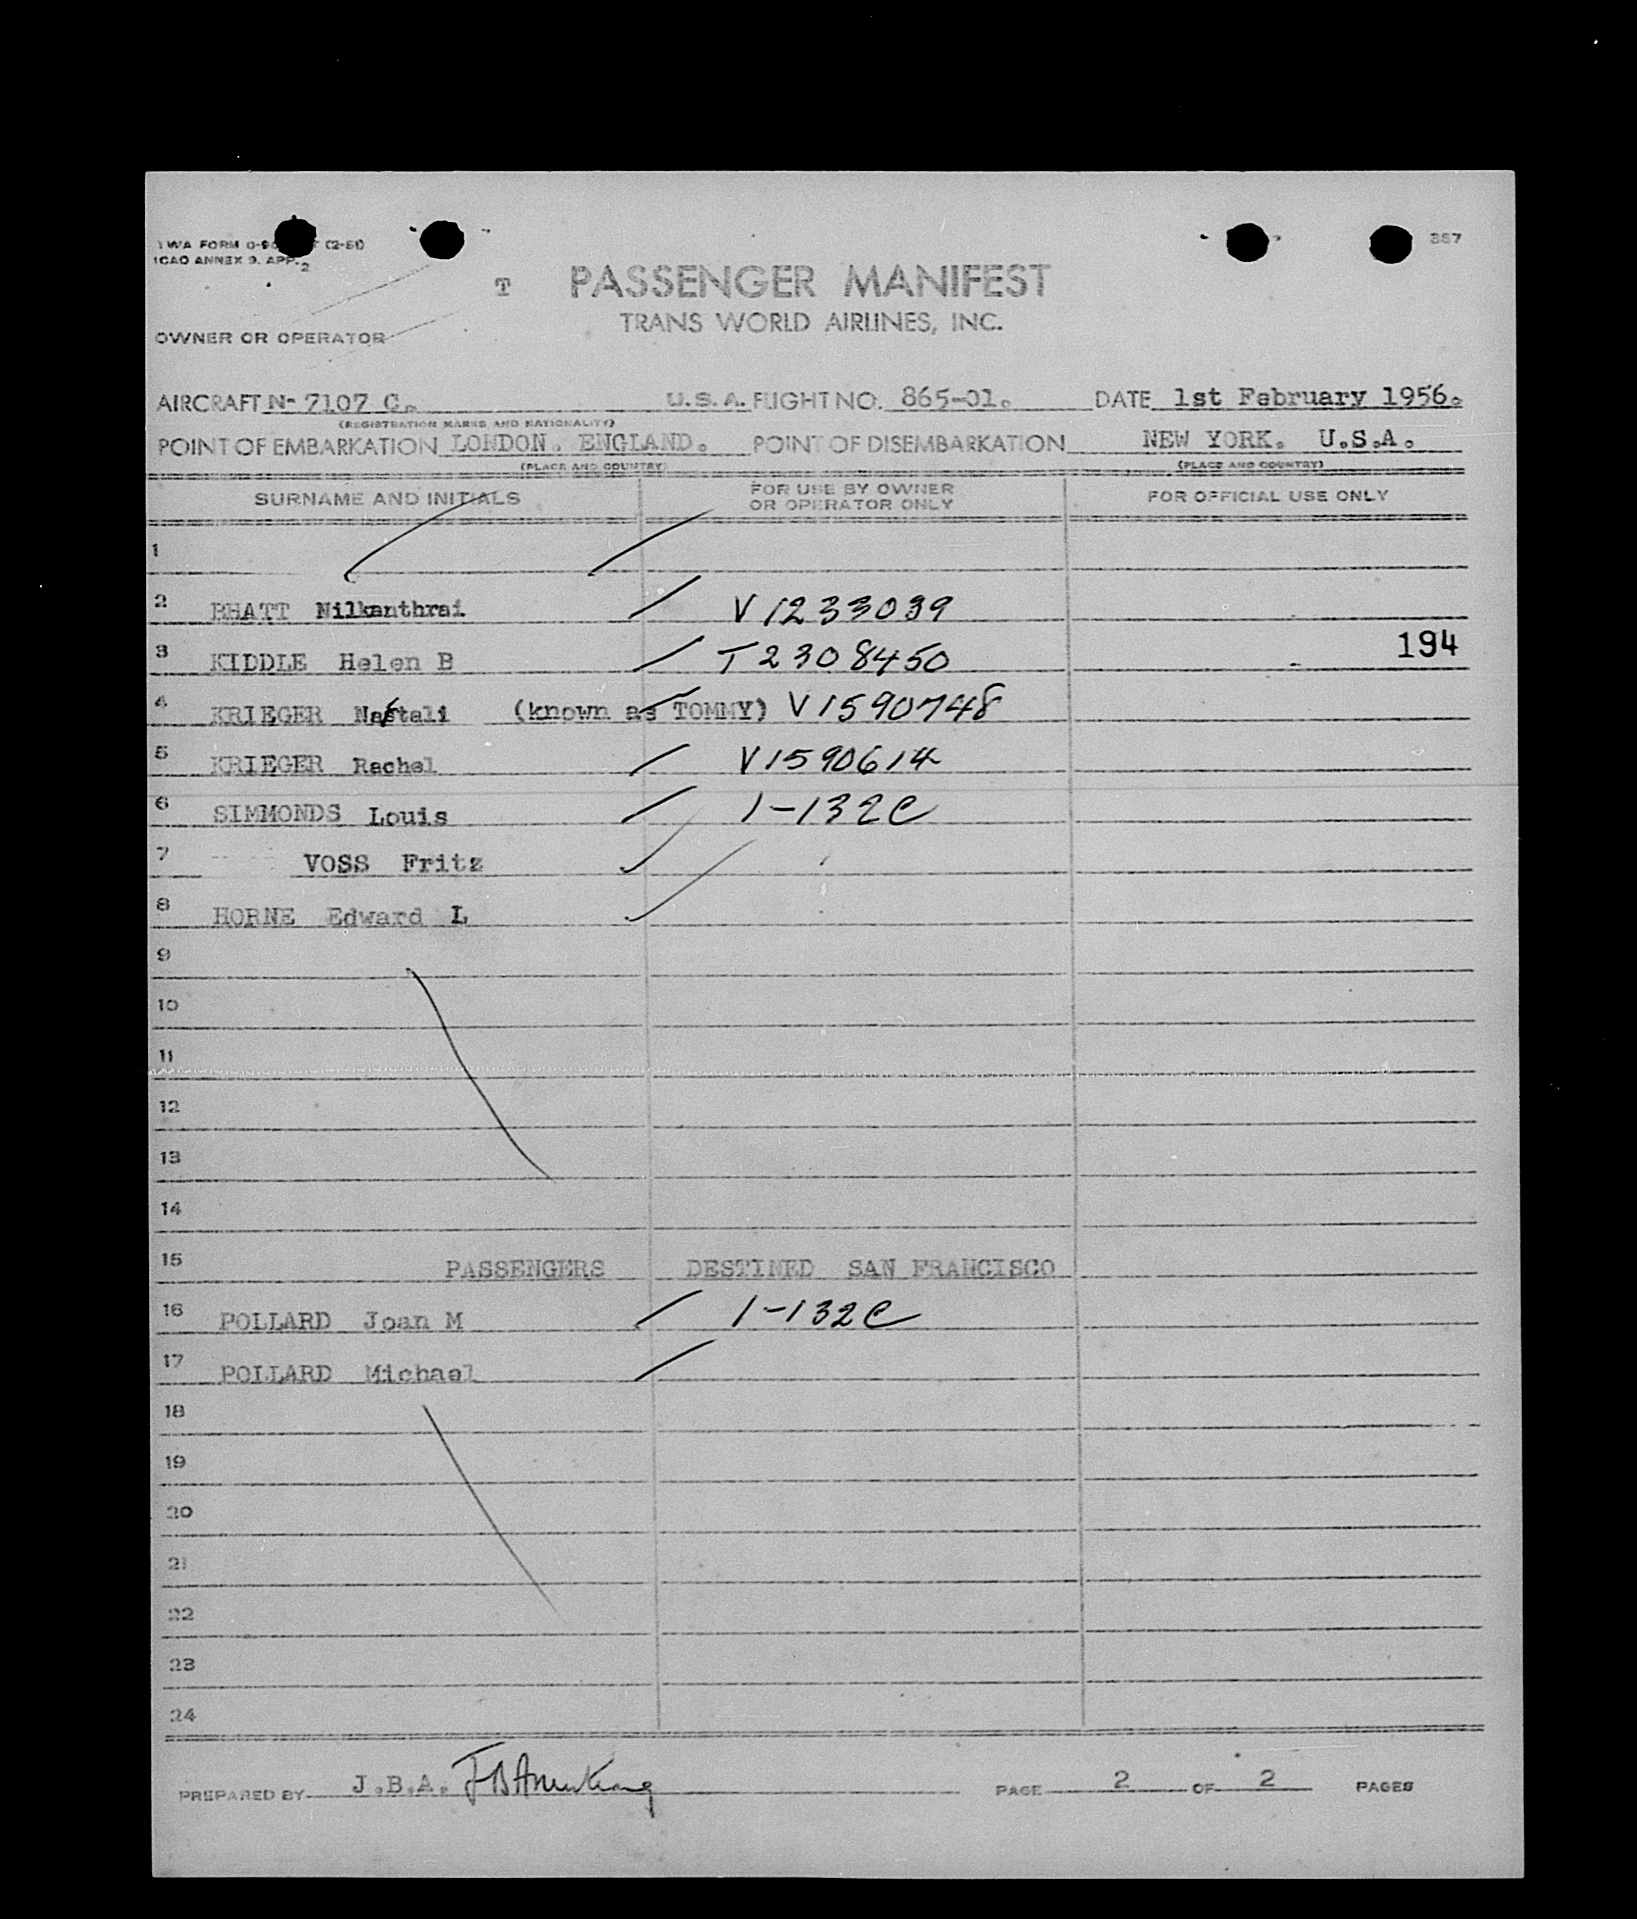 TWA FORM 0-9 (2-51)
387
ICAO ANNEX 9. APP. 2
T PASSENGER MANIFEST
TRANS WORLD AIRLINES, INC.
OWNER OR OPERATOR
AIRCRAFT N- 7107 C. U.S.A. FLIGHT NO. 865-01. DATE 1st February 1956.
(REGISTRATION MARKS AND NATIONALITY)
POINT OF EMBARKATION LONDON. ENGLAND. POINT OF DISEMBARKATION NEW YORK. U.S.A.
(PLACE AND COUNTRY) (PLACE AND COUNTRY)
SURNAME AND INITIALS FOR USE BY OWNER OR OPERATOR ONLY FOR OFFICIAL USE ONLY
1
2 BHATT Nilkanthrai V1233039
3 KIDDLE Helen B T2308450 194
4 KRIEGER Naftali (known as TOMMY) V1590748
5 KRIEGER Rachel V1590614
6 SIMMONDS Louis 1-132C
7 VOSS Fritz
8 HORNE Edward L
9
10
11
12
13
14
15 PASSENGERS DESTINED SAN FRANCISCO
16 POLLARD Joan M 1-132C
17 POLLARD Michael
18
19
20
21
22
23
24
PREPARED BY J.B.A. JBArmstrong PAGE 2 OF 2 PAGES